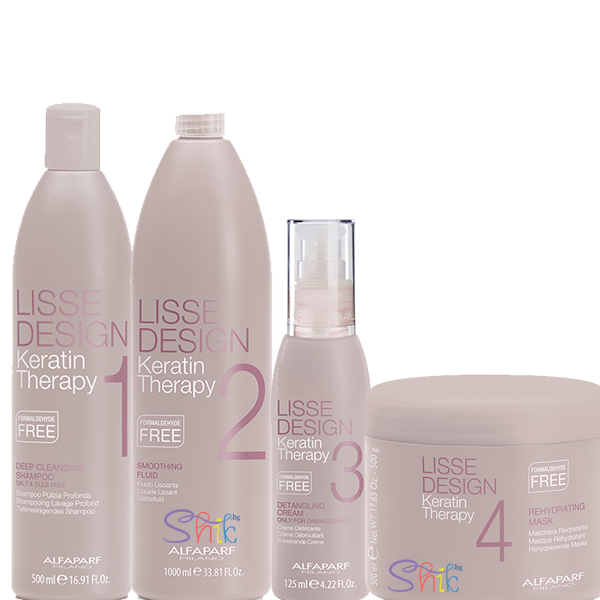 LISSE
DESIGN
Keratin
Therapy
1
FORMALDEHYDE
FREE
DEEP CLEANSING
SHAMPOO
SALT & SLES FREE
Shampoo Pulizia Profonda
Shampooing Lavage Profond
Tiefenreinigendes Shampoo
ALFAPARF
MILANO
500 ml e 16.91 fl.oz.
LISSE
DESIGN
Keratin
Therapy
2
FORMALDEHYDE
FREE
SMOOTHING
FLUID
Fluido Lisciante
Liquide Lissant
Glättefluid
Shik.bg
ALFAPARF
MILANO
1000 ml e 33.81 fl.oz.
LISSE
DESIGN
Keratin
Therapy
3
FORMALDEHYDE
FREE
DETANGLING
CREAM
ONLY FOR DAMAGED HAIR
Crema Districante
Crème Débrouillant
Entwirrende Creme
ALFAPARF
MILANO
125 ml e 4.22 fl.oz.
500 ml e Net WT. 17.63 Oz - 500 g
LISSE
DESIGN
Keratin
Therapy
4
FORMALDEHYDE
FREE
REHYDRATING
MASK
Maschera Reidratante
Masque Réhydratant
Rehydrierende Maske
Shik.bg
ALFAPARF
MILANO